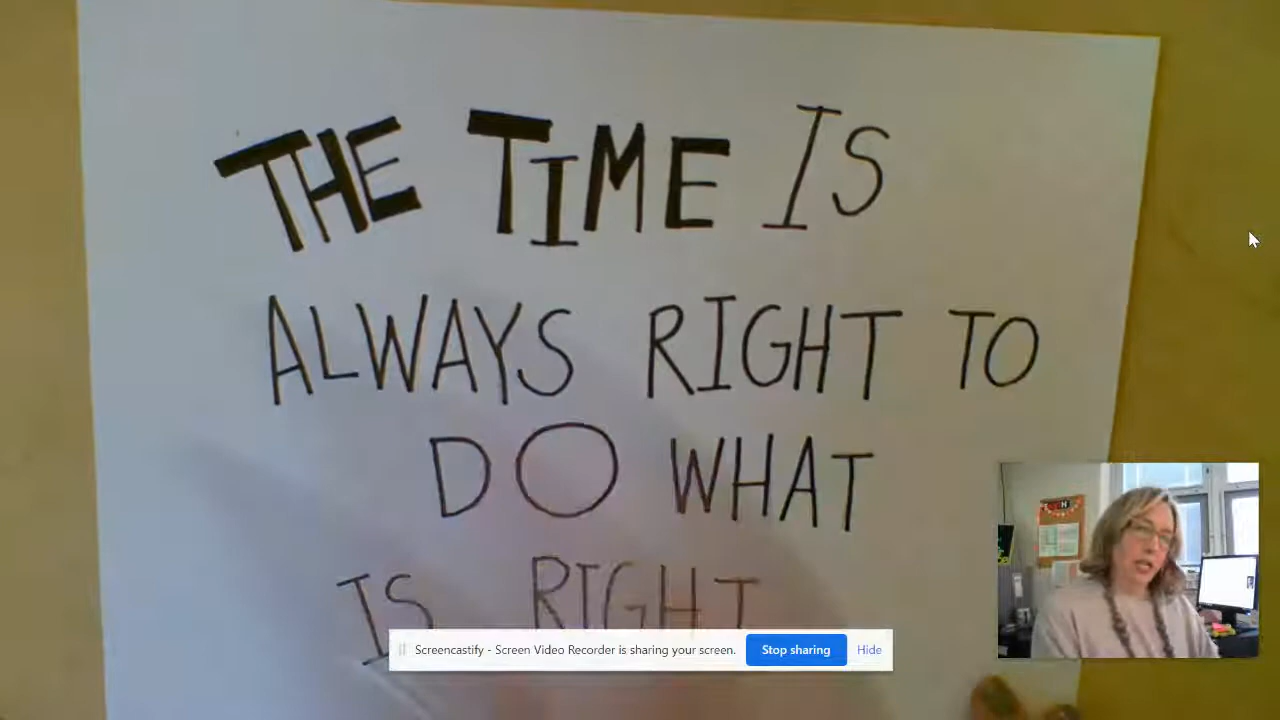 THE TIME IS
ALWAYS RIGHT TO
DO WHAT
IS RIGHT
Screencastify - Screen Video Recorder is sharing your screen.
Stop sharing
Hide